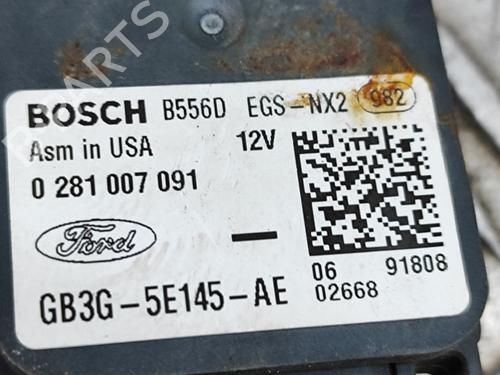 BOSCH B556D EGS-NX2 982
Asm in USA 12V
0 281 007 091
Ford
GB3G-5E145-AE
06 91808
02668
PARTS